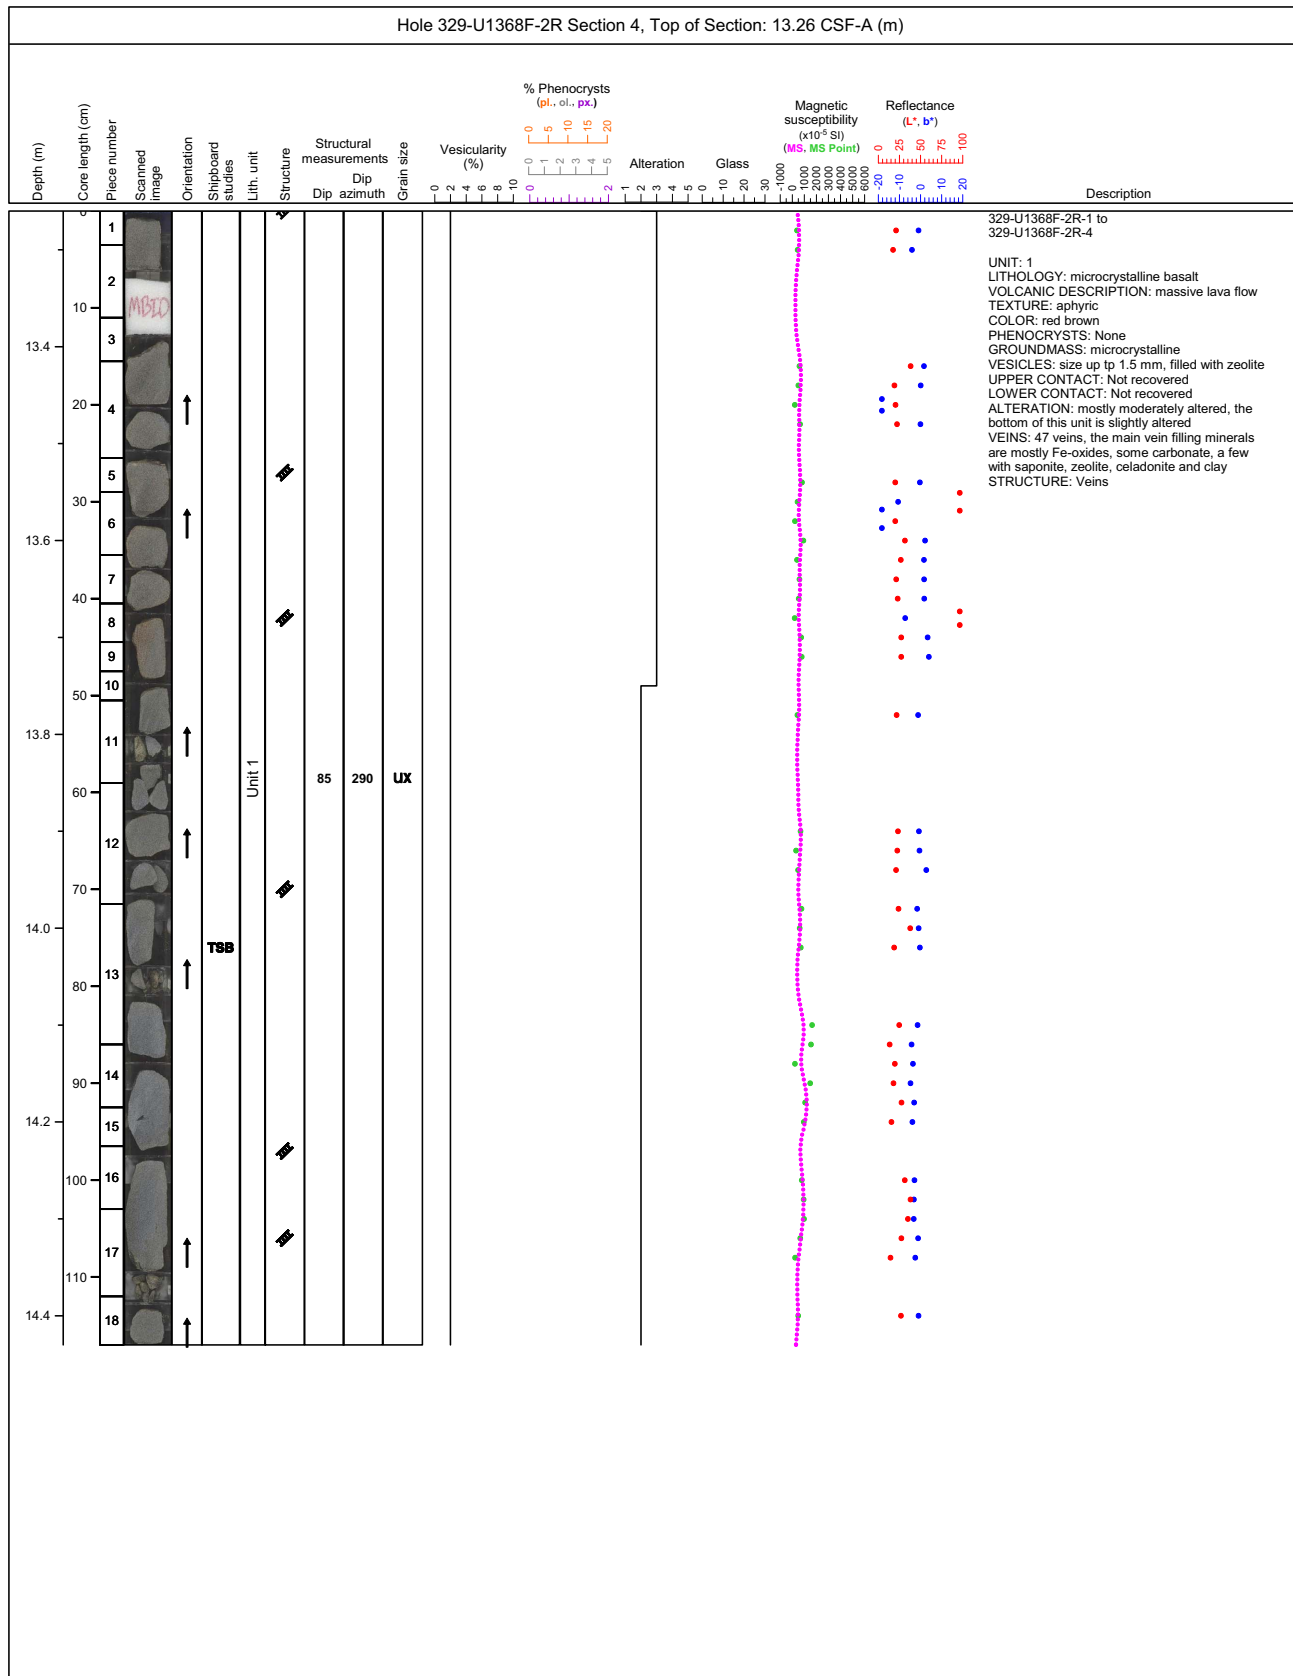 Hole 329-U1368F-2R Section 4, Top of Section: 13.26 CSF-A (m)
Depth (m)
Core length (cm)
Piece number
Scanned
image
Orientation
Shipboard
studies
Lith. unit
Structure
Structural
measurements
Dip
Dip
azimuth
Grain size
Vesicularity
(%)
0 2 4 6 8 10
% Phenocrysts
(pl., ol., px.)
0 5 10 15 20
0 1 2 3 4 5
0 2
Alteration
1 2 3 4 5
Glass
0 10 20 30
Magnetic
susceptibility
(x10-5 SI)
(MS, MS Point)
-1000 0 1000 2000 3000 4000 5000 6000
Reflectance
(L*, b*)
0 25 50 75 100
-20 -10 0 10 20
Description
13.4
13.6
13.8
14.0
14.2
14.4
0
10
20
30
40
50
60
70
80
90
100
110
1
2
3
4
5
6
7
8
9
10
11
12
13
14
15
16
17
18
MBIO
TSB
Unit 1
85
290
UX
329-U1368F-2R-1 to
329-U1368F-2R-4
UNIT: 1
LITHOLOGY: microcrystalline basalt
VOLCANIC DESCRIPTION: massive lava flow
TEXTURE: aphyric
COLOR: red brown
PHENOCRYSTS: None
GROUNDMASS: microcrystalline
VESICLES: size up tp 1.5 mm, filled with zeolite
UPPER CONTACT: Not recovered
LOWER CONTACT: Not recovered
ALTERATION: mostly moderately altered, the
bottom of this unit is slightly altered
VEINS: 47 veins, the main vein filling minerals
are mostly Fe-oxides, some carbonate, a few
with saponite, zeolite, celadonite and clay
STRUCTURE: Veins